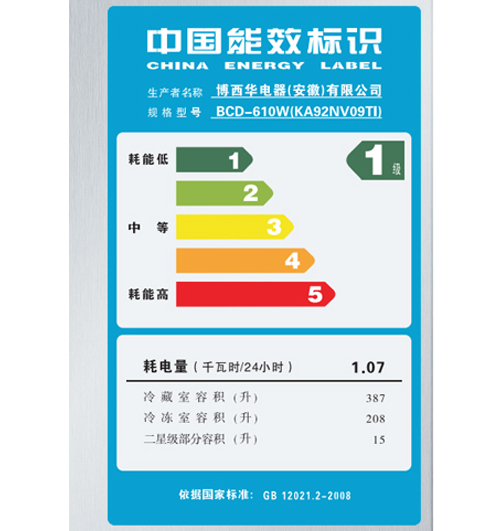 中国能效标识
CHINA ENERGY LABEL
生产者名称 博西华电器(安徽)有限公司
规格型号 BCD-610W(KA92NV09TI)
耗能低 1 1级
2
中等 3
4
耗能高 5
耗电量(千瓦时/24小时) 1.07
冷藏室容积(升) 387
冷冻室容积(升) 208
二星级部分容积(升) 15
依据国家标准: GB 12021.2-2008